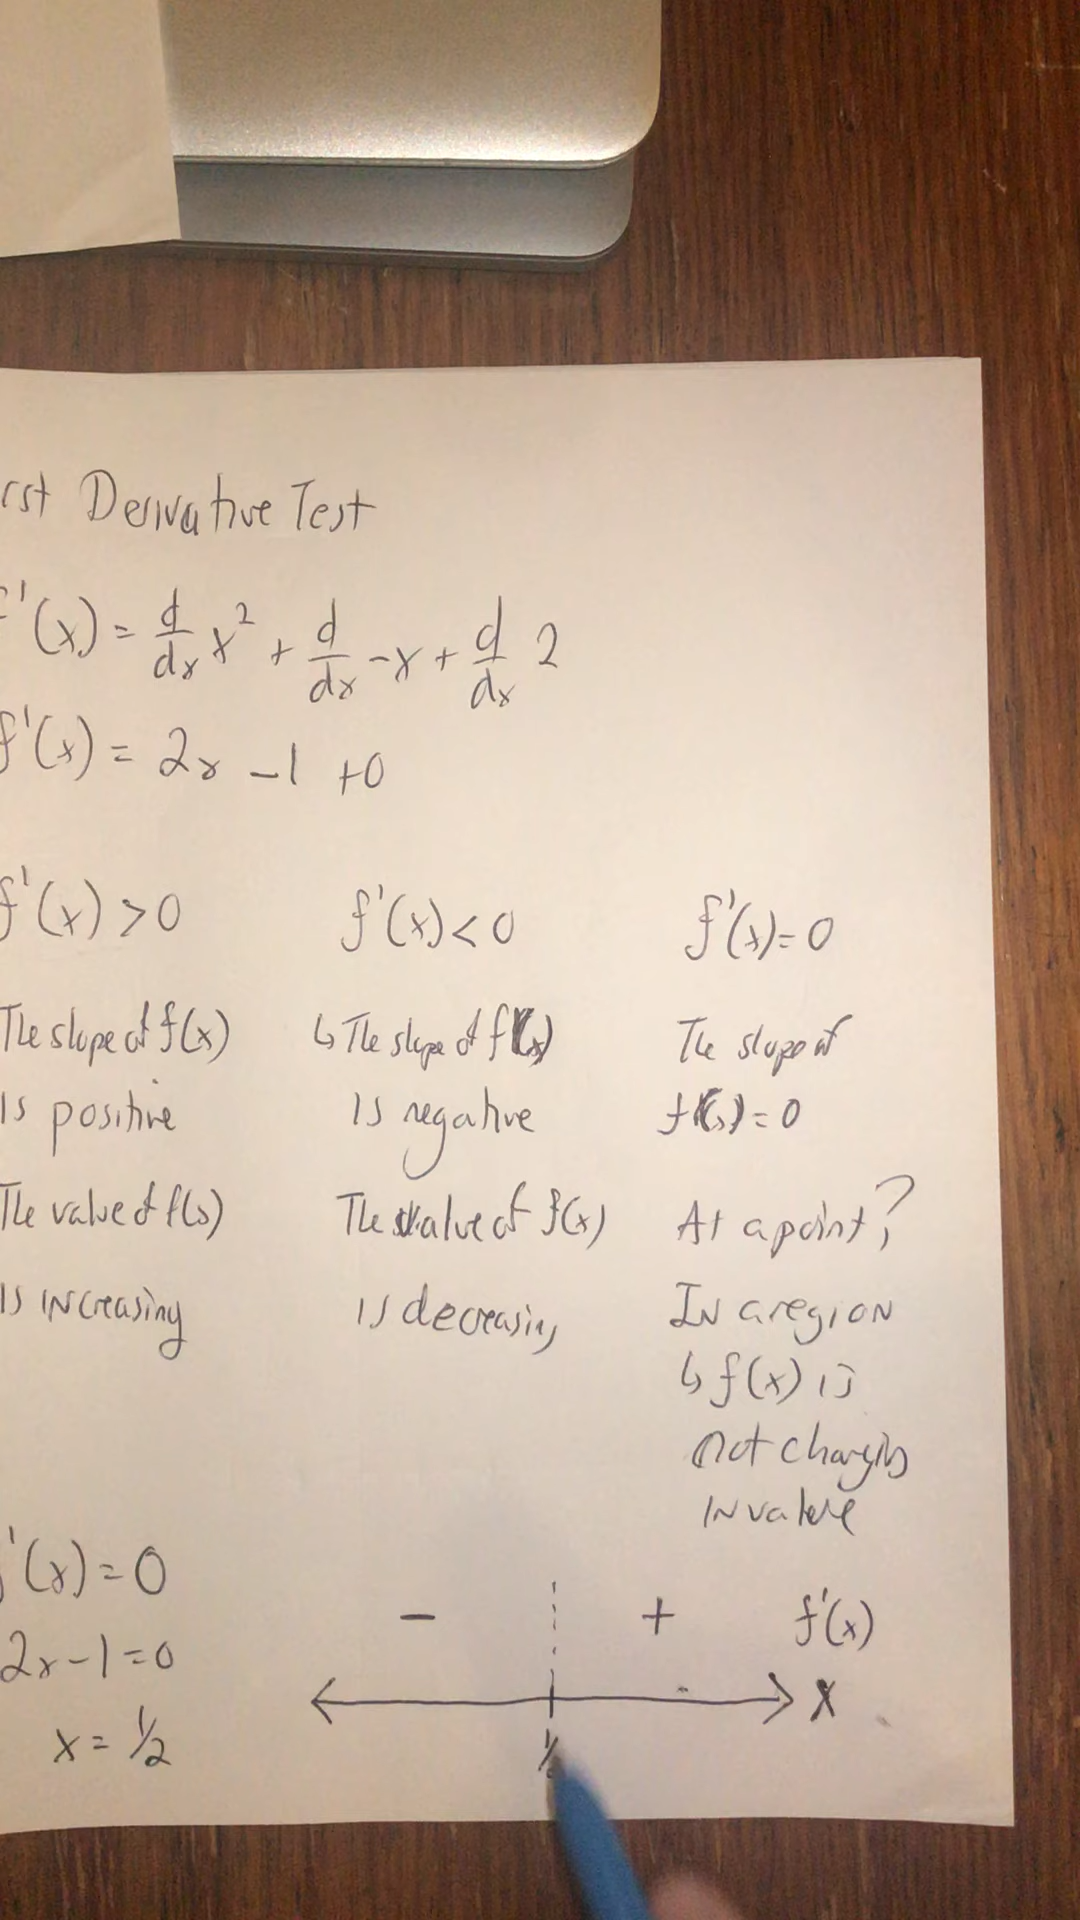 rst Derivative Test
f'(x) = d/dx x² + d/dx -x + d/dx 2
f'(x) = 2x -1 +0
f'(x) > 0 f'(x) < 0 f'(x) = 0
The slope of f(x) ↳ The slope of f(x) The slope of
Is positive Is negative f(x) = 0
The value of f(x) The value of f(x) At a point?
Is increasing Is decreasing In a region
↳ f(x) is
not changing
In value
'(x) = 0 - + f'(x)
2x-1=0
x = 1/2 X
1/2